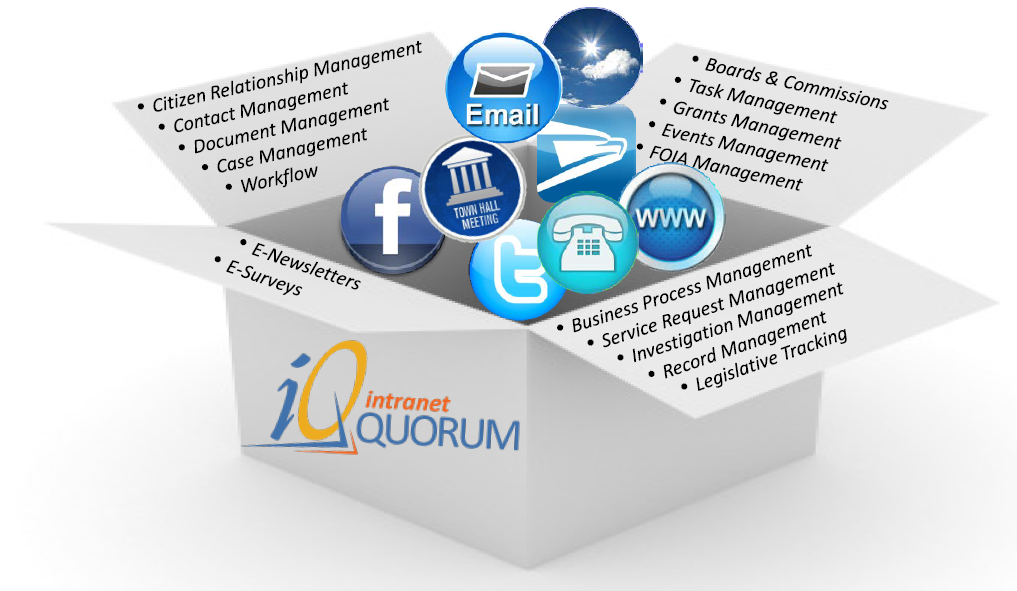 • Citizen Relationship Management
• Contact Management
• Document Management
• Case Management
• Workflow
Email
• Boards & Commissions
• Task Management
• Grants Management
• Events Management
• FOIA Management
f
TOWN HALL
MEETING
t
www
• E-Newsletters
• E-Surveys
• Business Process Management
• Service Request Management
• Investigation Management
• Record Management
• Legislative Tracking
iQ
intranet
QUORUM